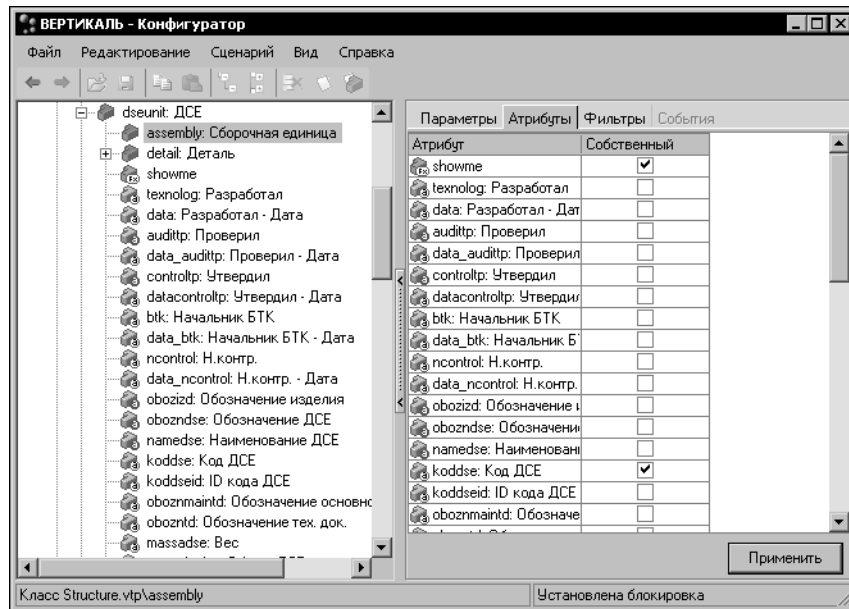 ВЕРТИКАЛЬ - Конфигуратор
Файл Редактирование Сценарий Вид Справка
dseunit: ДСЕ
assembly: Сборочная единица
detail: Деталь
showme
texnolog: Разработал
data: Разработал - Дата
audittp: Проверил
data_audittp: Проверил - Дата
controltp: Утвердил
datacontroltp: Утвердил - Дата
btk: Начальник БТК
data_btk: Начальник БТК - Дата
ncontrol: Н.контр.
data_ncontrol: Н.контр. - Дата
obozizd: Обозначение изделия
obozndse: Обозначение ДСЕ
namedse: Наименование ДСЕ
koddse: Код ДСЕ
koddseid: ID кода ДСЕ
oboznmaintd: Обозначение основно
obozntd: Обозначение тех. док.
massadse: Вес
Параметры Атрибуты Фильтры События
Атрибут Собственный
showme
texnolog: Разработал
data: Разработал - Дат
audittp: Проверил
data_audittp: Проверил
controltp: Утвердил
datacontroltp: Утверди
btk: Начальник БТК
data_btk: Начальник Б
ncontrol: Н.контр.
data_ncontrol: Н.контр.
obozizd: Обозначение и
obozndse: Обозначени
namedse: Наименовани
koddse: Код ДСЕ
koddseid: ID кода ДСЕ
oboznmaintd: Обозначе
Применить
Класс Structure.vtp\assembly
Установлена блокировка